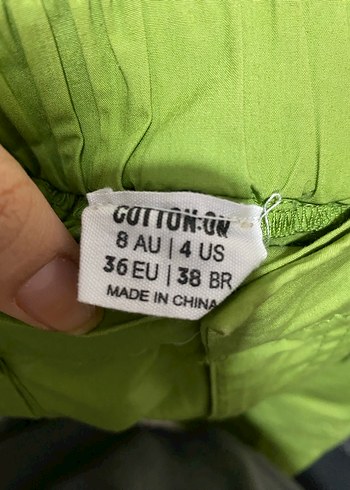 COTTON:ON
8 AU | 4 US
36 EU | 38 BR
MADE IN CHINA